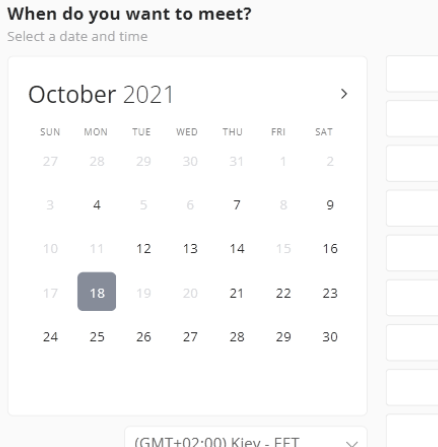 When do you want to meet?
Select a date and time
October 2021 >
SUN MON TUE WED THU FRI SAT
27 28 29 30 31 1 2
3 4 5 6 7 8 9
10 11 12 13 14 15 16
17 18 19 20 21 22 23
24 25 26 27 28 29 30
(GMT+02:00) Kiev - EET